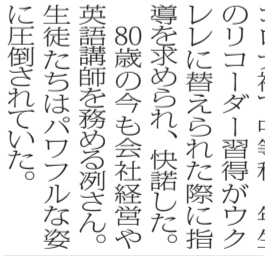 のリコーダー習得がウク
レレに替えられた際に指
導を求められ、快諾した。
80歳の今も会社経営や
英語講師を務める冽さん。
生徒たちはパワフルな姿
に圧倒されていた。